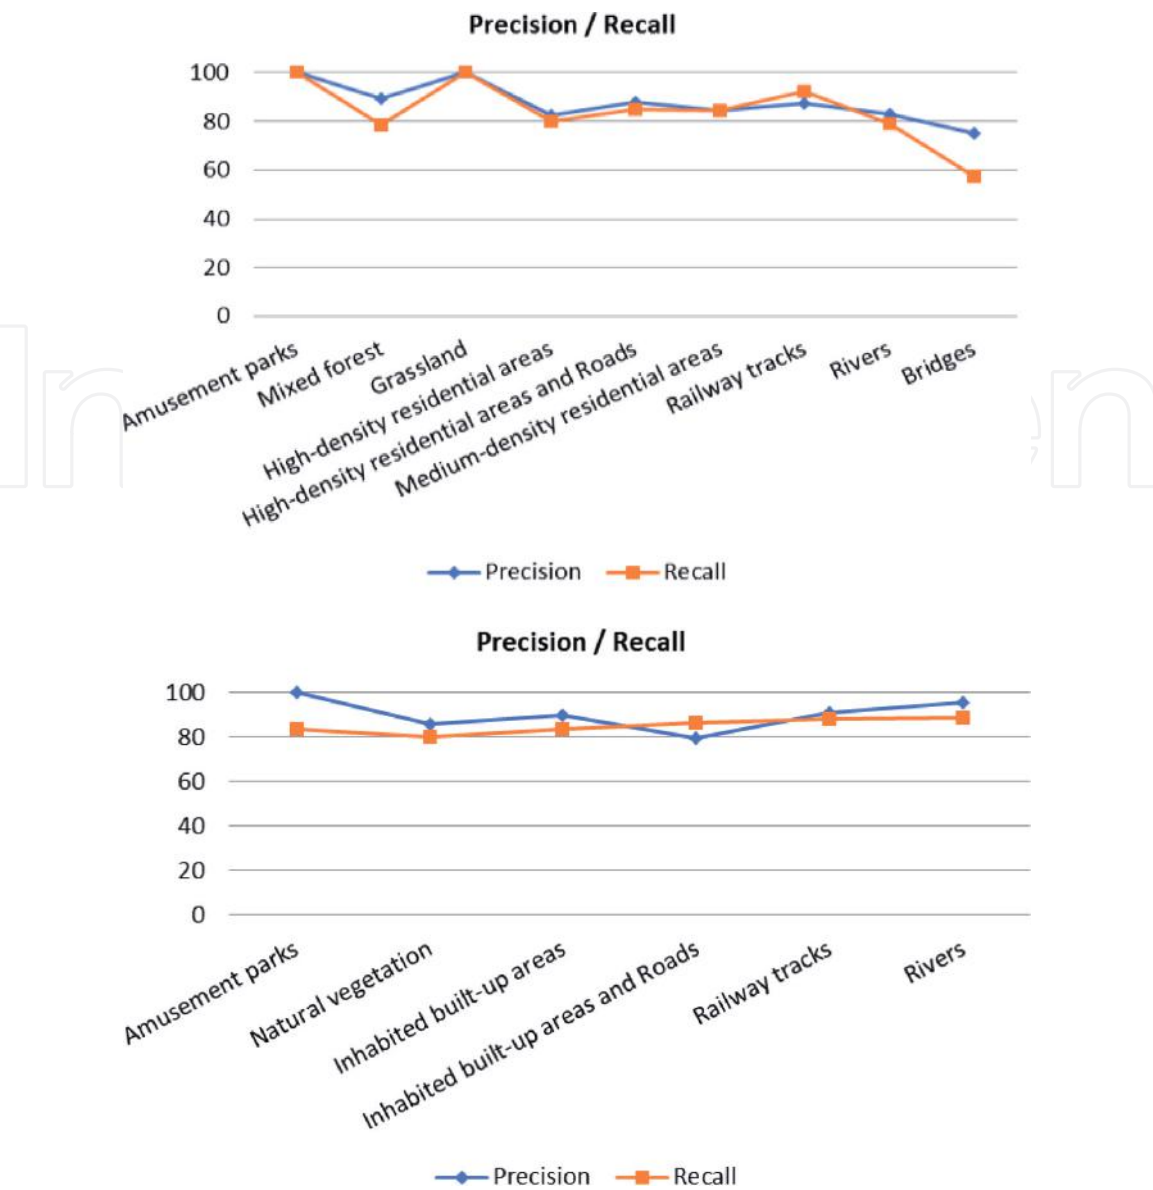 Precision / Recall
100
80
60
40
20
0
Amusement parks
Mixed forest
Grassland
High-density residential areas
High-density residential areas and Roads
Medium-density residential areas
Railway tracks
Rivers
Bridges
Precision Recall
Precision / Recall
100
80
60
40
20
0
Amusement parks
Natural vegetation
Inhabited built-up areas
Inhabited built-up areas and Roads
Railway tracks
Rivers
Precision Recall